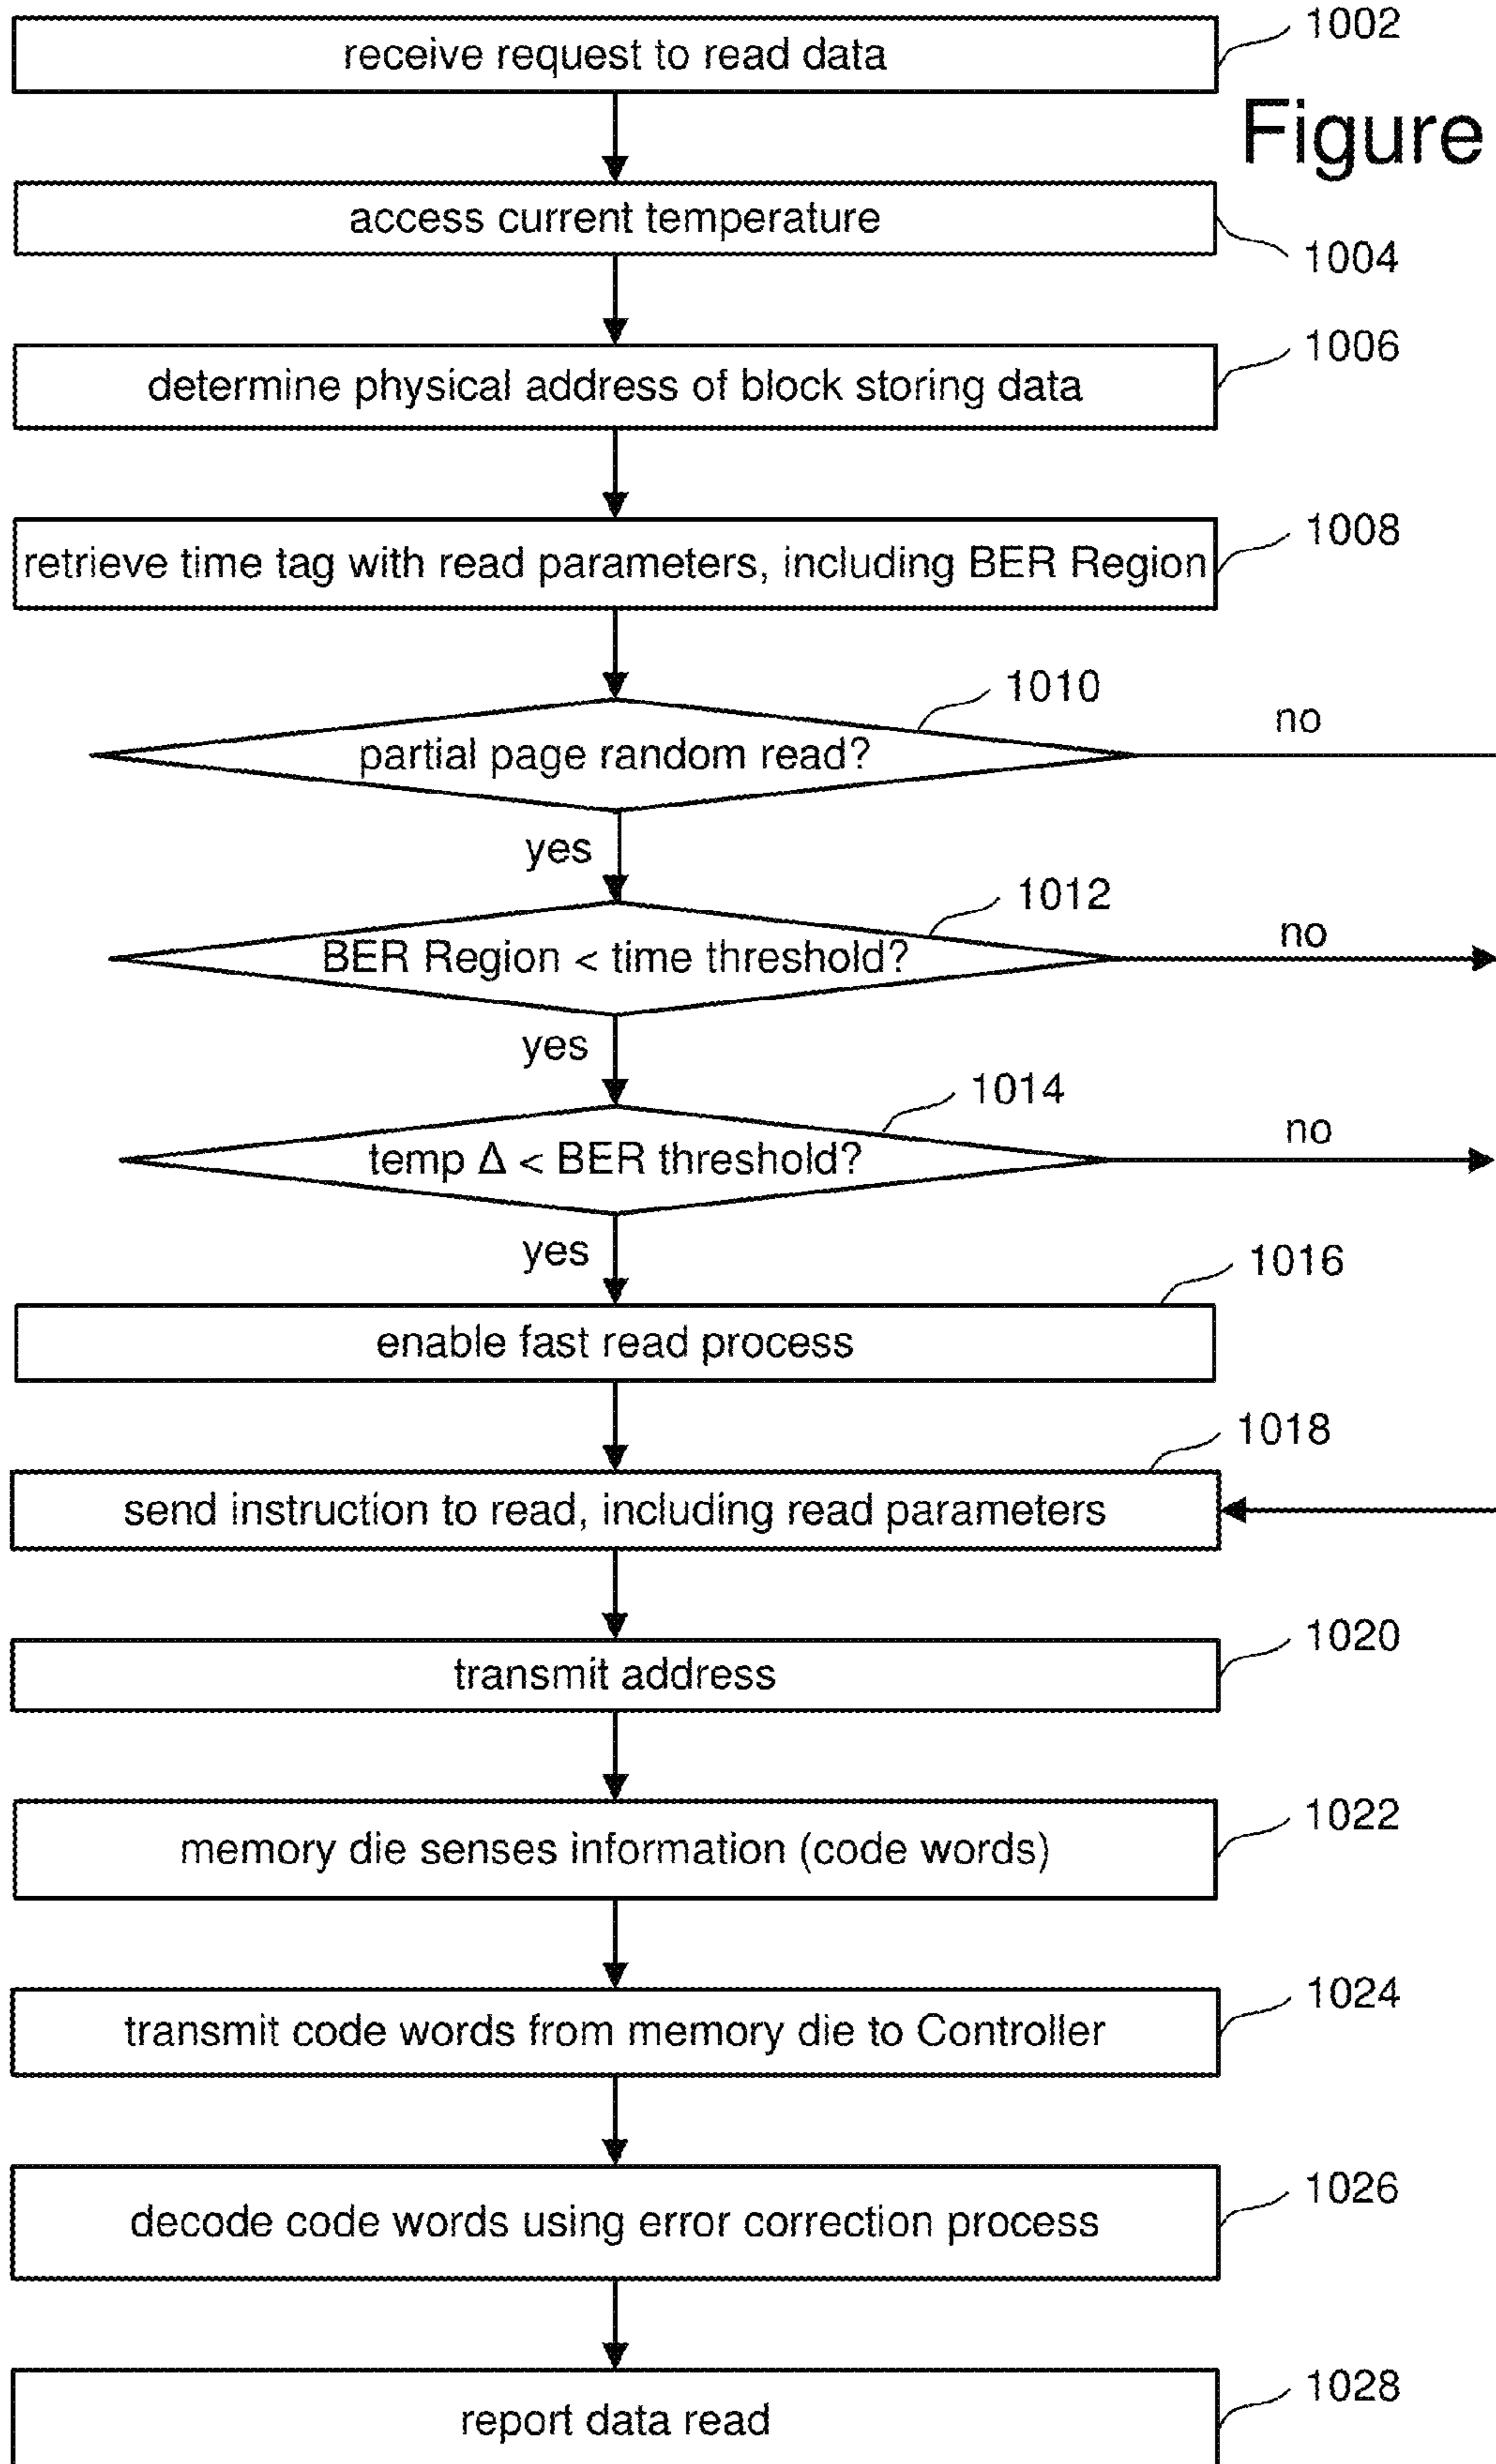 1002
receive request to read data
Figure
access current temperature
1004
1006
determine physical address of block storing data
1008
retrieve time tag with read parameters, including BER Region
1010
no
partial page random read?
yes
1012
no
BER Region < time threshold?
yes
1014
no
temp Δ < BER threshold?
yes
1016
enable fast read process
1018
send instruction to read, including read parameters
1020
transmit address
1022
memory die senses information (code words)
1024
transmit code words from memory die to Controller
1026
decode code words using error correction process
1028
report data read